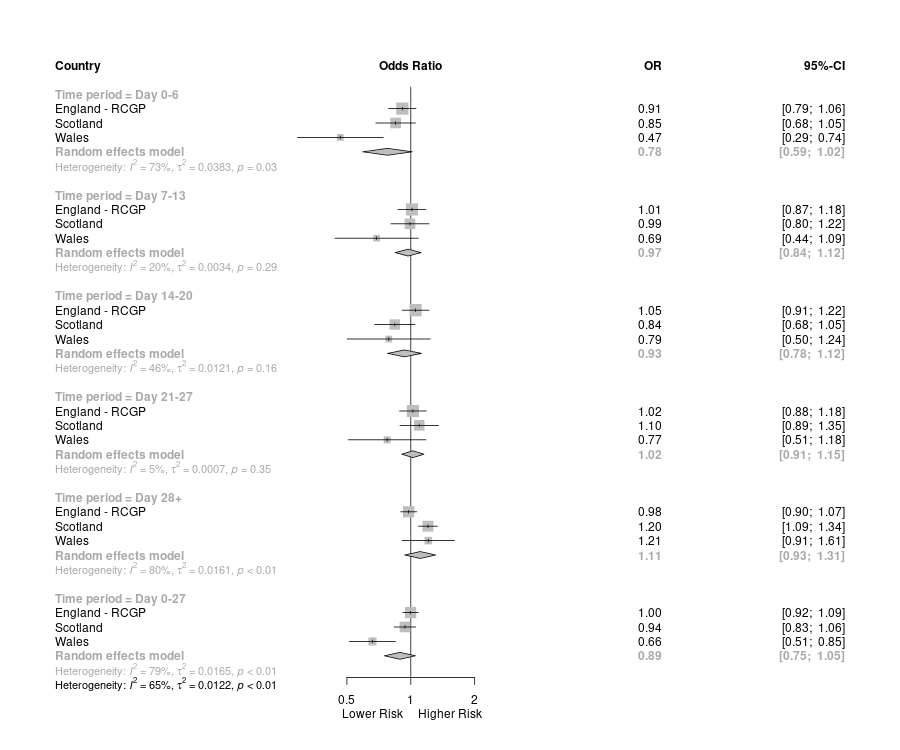 Country Odds Ratio OR 95%-CI
Time period = Day 0-6
England - RCGP 0.91 [0.79; 1.06]
Scotland 0.85 [0.68; 1.05]
Wales 0.47 [0.29; 0.74]
Random effects model 0.78 [0.59; 1.02]
Heterogeneity: I² = 73%, τ² = 0.0383, p = 0.03
Time period = Day 7-13
England - RCGP 1.01 [0.87; 1.18]
Scotland 0.99 [0.80; 1.22]
Wales 0.69 [0.44; 1.09]
Random effects model 0.97 [0.84; 1.12]
Heterogeneity: I² = 20%, τ² = 0.0034, p = 0.29
Time period = Day 14-20
England - RCGP 1.05 [0.91; 1.22]
Scotland 0.84 [0.68; 1.05]
Wales 0.79 [0.50; 1.24]
Random effects model 0.93 [0.78; 1.12]
Heterogeneity: I² = 46%, τ² = 0.0121, p = 0.16
Time period = Day 21-27
England - RCGP 1.02 [0.88; 1.18]
Scotland 1.10 [0.89; 1.35]
Wales 0.77 [0.51; 1.18]
Random effects model 1.02 [0.91; 1.15]
Heterogeneity: I² = 5%, τ² = 0.0007, p = 0.35
Time period = Day 28+
England - RCGP 0.98 [0.90; 1.07]
Scotland 1.20 [1.09; 1.34]
Wales 1.21 [0.91; 1.61]
Random effects model 1.11 [0.93; 1.31]
Heterogeneity: I² = 80%, τ² = 0.0161, p < 0.01
Time period = Day 0-27
England - RCGP 1.00 [0.92; 1.09]
Scotland 0.94 [0.83; 1.06]
Wales 0.66 [0.51; 0.85]
Random effects model 0.89 [0.75; 1.05]
Heterogeneity: I² = 79%, τ² = 0.0165, p < 0.01
Heterogeneity: I² = 65%, τ² = 0.0122, p < 0.01
0.5 1 2
Lower Risk Higher Risk